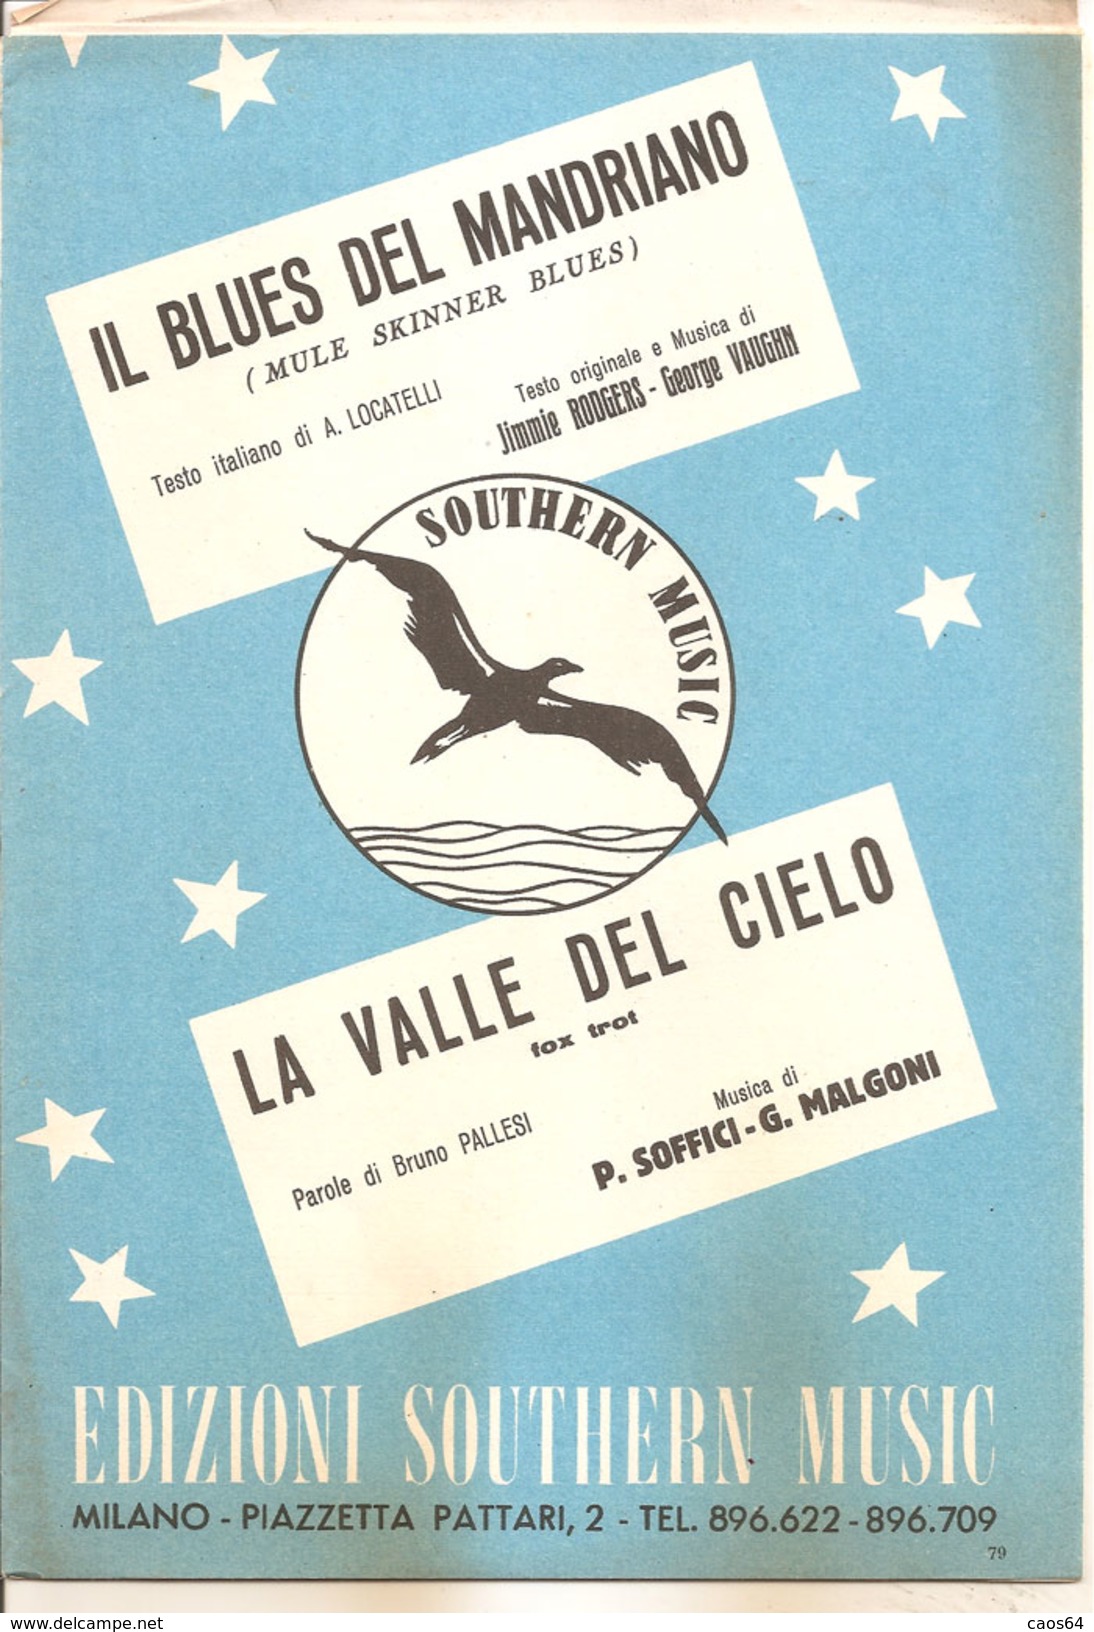 IL BLUES DEL MANDRIANO
(MULE SKINNER BLUES)
Testo italiano di A. LOCATELLI
Testo originale e Musica di
Jimmie RODGERS - George VAUGHN
SOUTHERN MUSIC
LA VALLE DEL CIELO
fox trot
Parole di Bruno PALLESI
Musica di
P. SOFFICI - G. MALGONI
EDIZIONI SOUTHERN MUSIC
MILANO - PIAZZETTA PATTARI, 2 - TEL. 896.622 - 896.709
79
www.delcampe.net
caos64